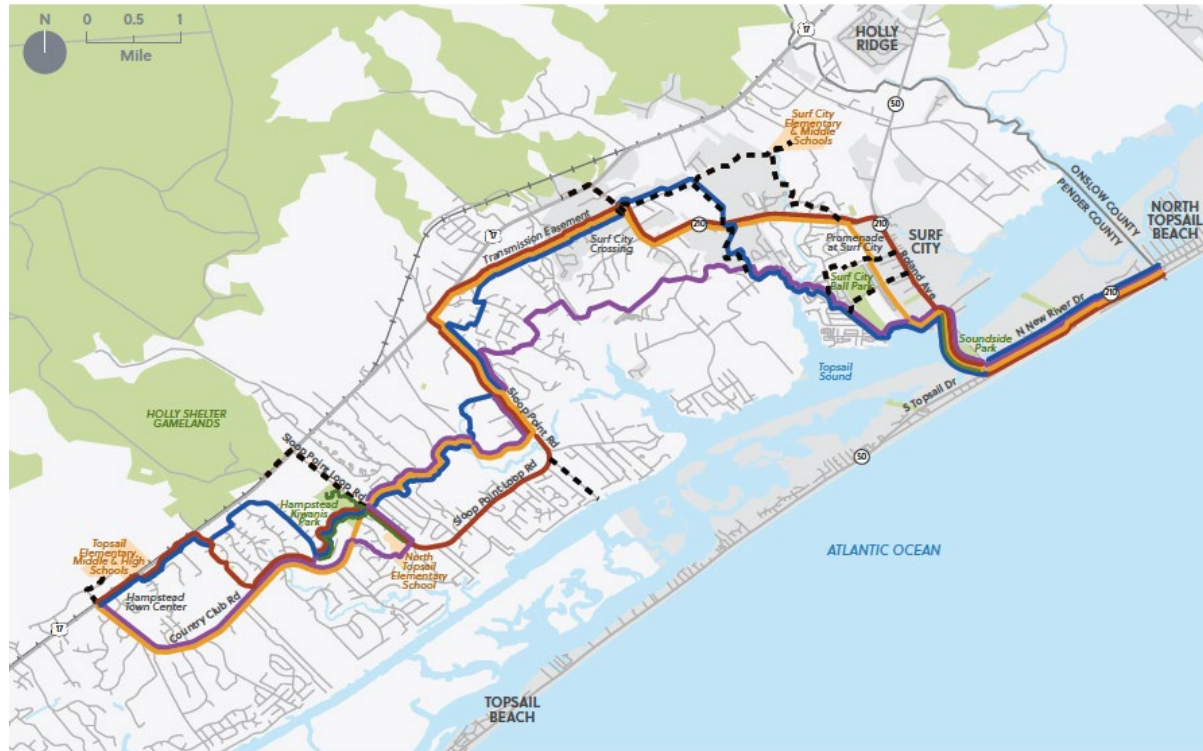 N
0 0.5 1
Mile
17
HOLLY
RIDGE
50
Surf City
Elementary
& Middle
Schools
ONSLOW COUNTY
PENDER COUNTY
NORTH
TOPSAIL
BEACH
17
Transmission Easement
Surf City
Crossing
210
210
Promenade
at Surf City
SURF
CITY
Roland Ave
Surf City
Ball Park
210
N New River Dr
Soundside
Park
Topsail
Sound
S Topsail Dr
50
HOLLY SHELTER
GAMELANDS
Sloop Point Rd
Sloop Point Loop Rd
Sloop Point Loop Rd
Hampstead
Kiwanis
Park
North
Topsail
Elementary
School
Topsail
Elementary,
Middle & High
Schools
Hampstead
Town Center
Country Club Rd
17
ATLANTIC OCEAN
TOPSAIL
BEACH